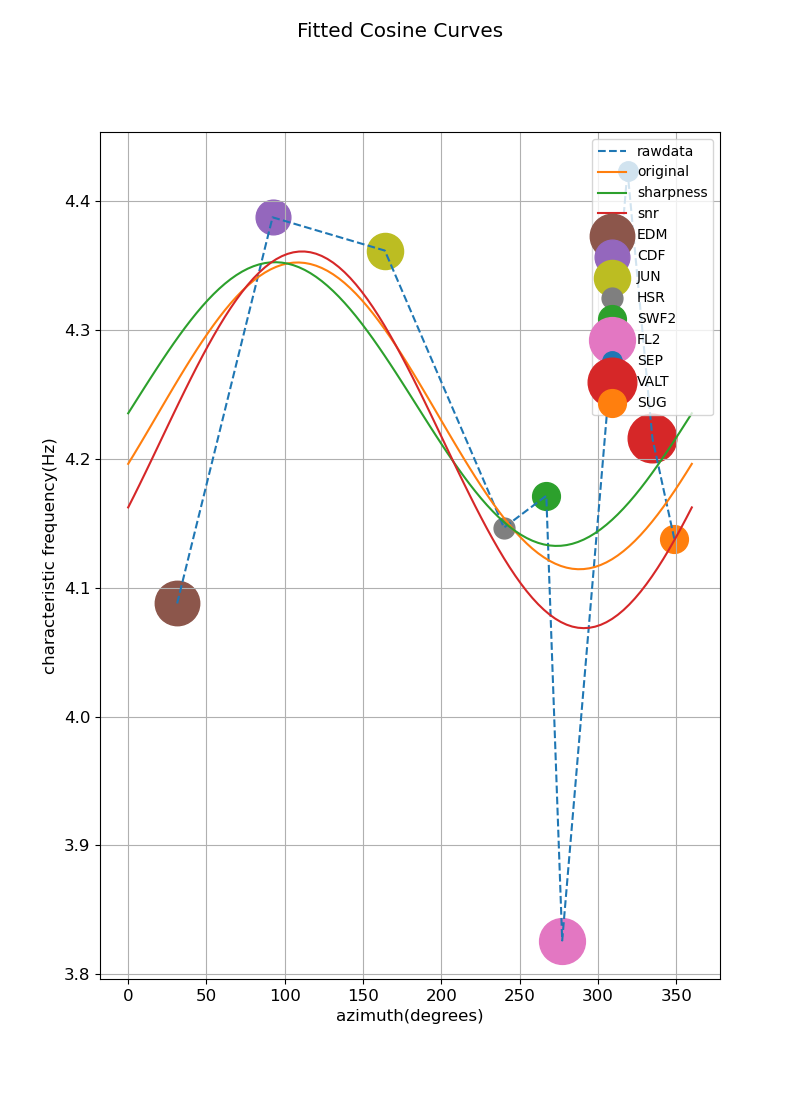 Fitted Cosine Curves
rawdata
original
sharpness
snr
EDM
CDF
JUN
HSR
SWF2
FL2
SEP
VALT
SUG
4.4
4.3
4.2
4.1
4.0
3.9
3.8
characteristic frequency(Hz)
0 50 100 150 200 250 300 350
azimuth(degrees)